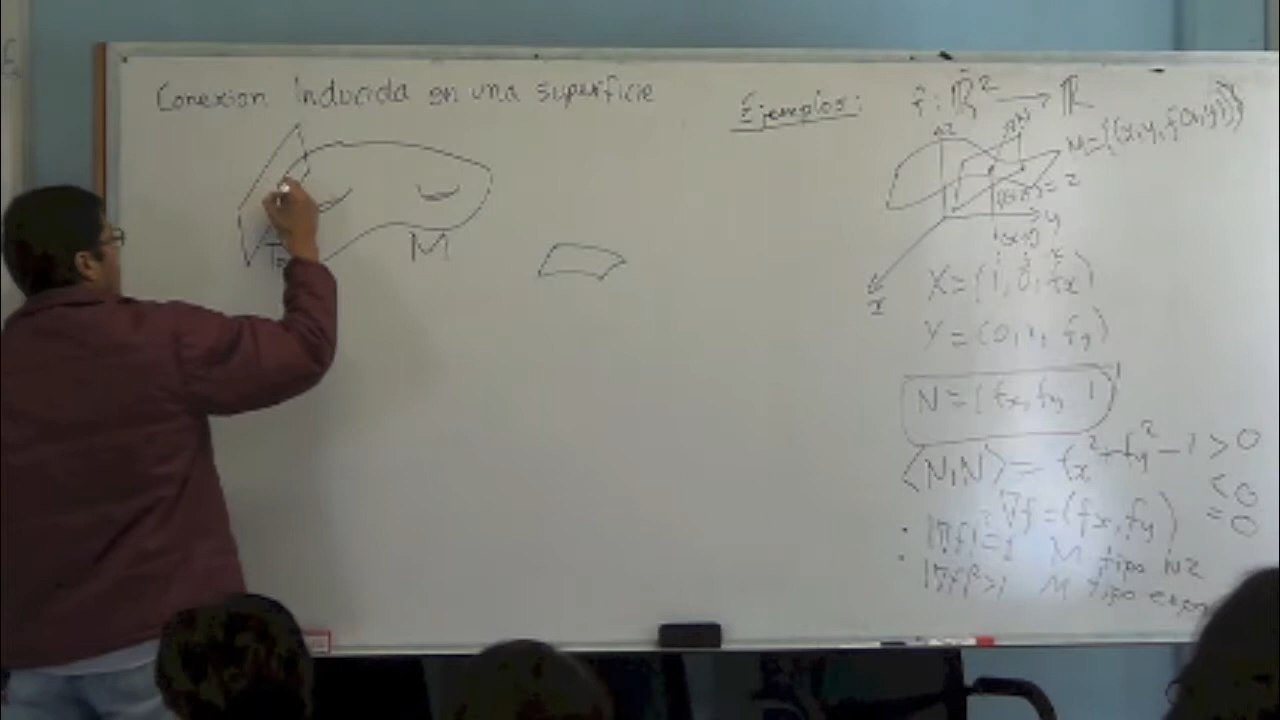 Conexion Inducida en una superficie
M
Ejemplos:
f: ℝ² → ℝ
M={(x,y,f(x,y))}
z
y
x
X = (1, 0, fx)
Y = (0, 1, fy)
N = (fx, fy, 1)
⟨N,N⟩ = fx² + fy² - 1 > 0
< 0
= 0
∇f = (fx, fy)
• |∇f|² = 1 M tipo luz
• |∇f|² > 1 M tipo